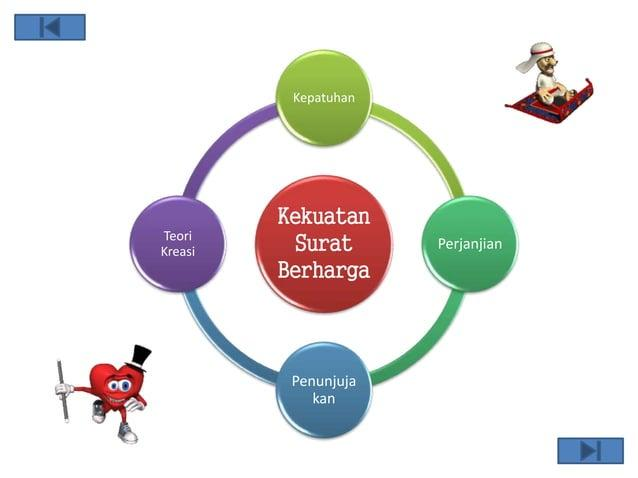 Kepatuhan
Kekuatan
Surat
Berharga
Teori
Kreasi
Perjanjian
Penunjuja
kan